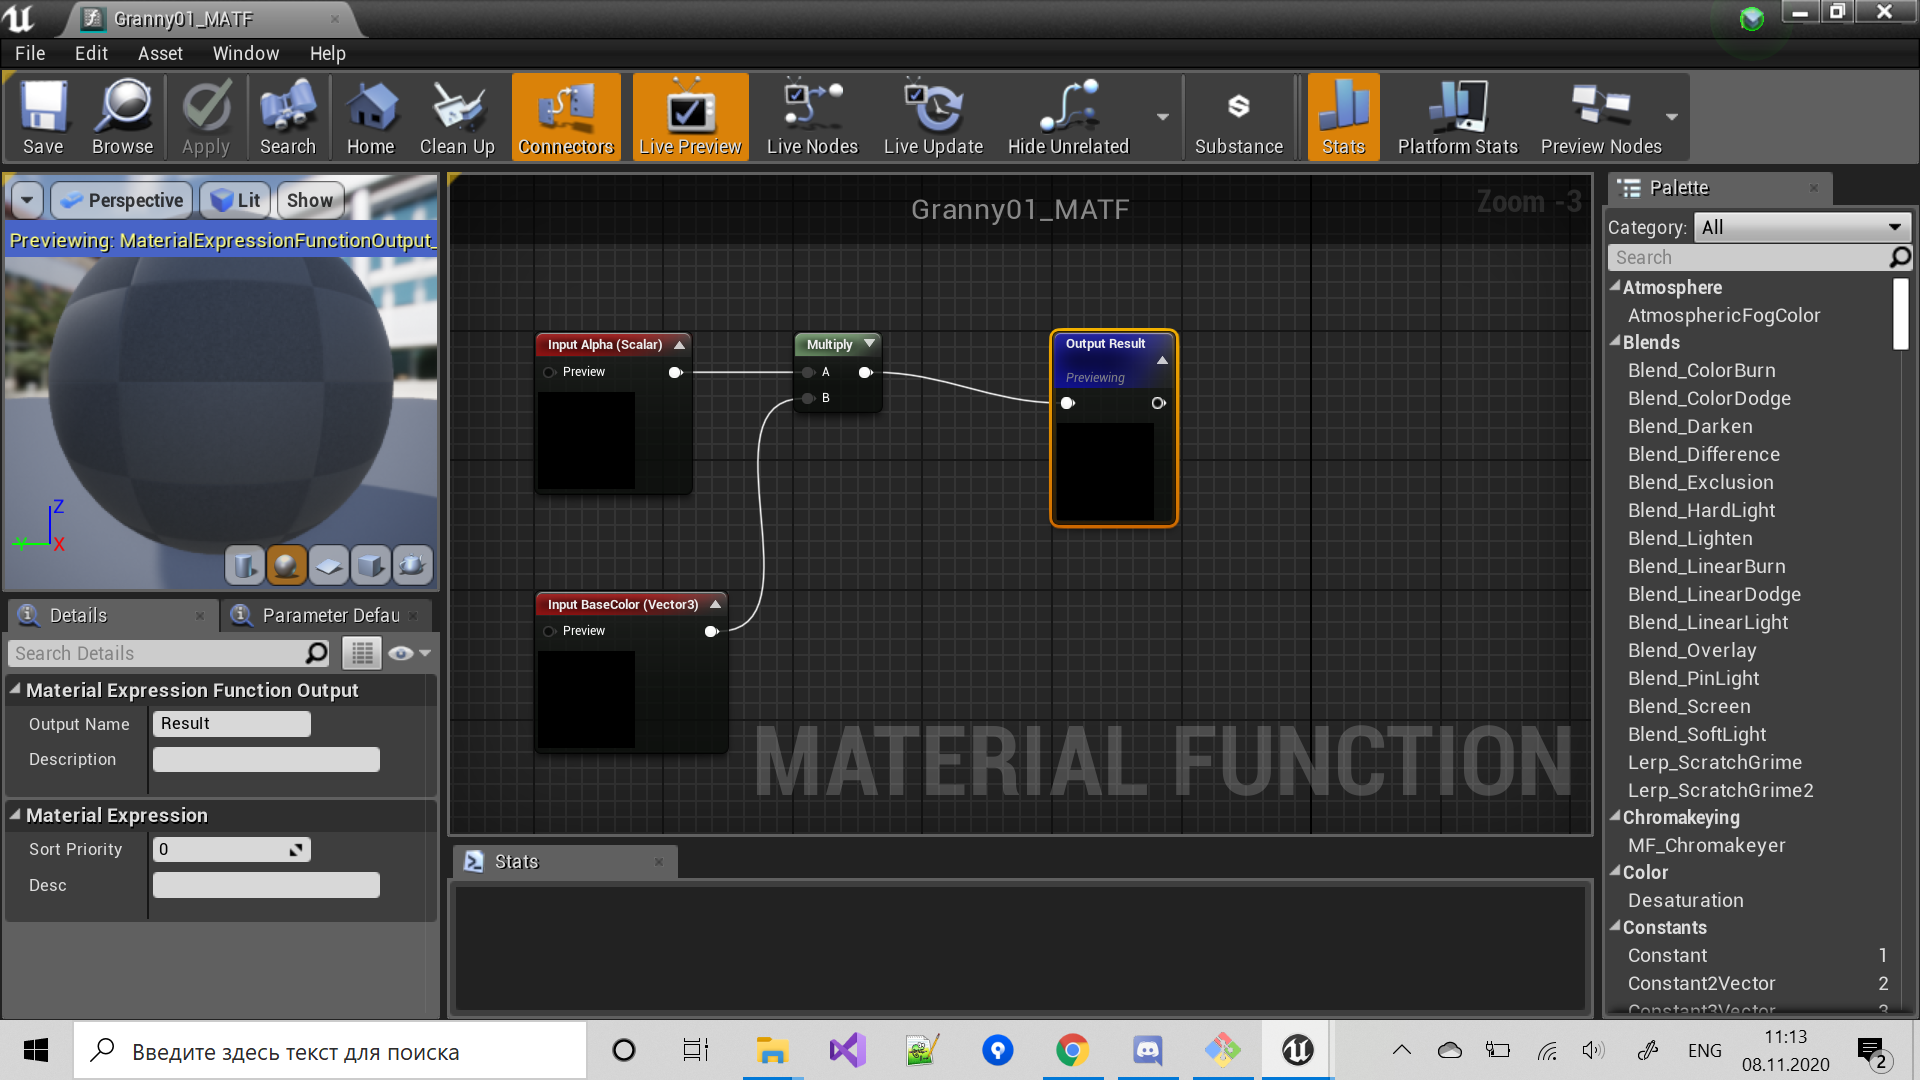 Granny01_MATF
File Edit Asset Window Help
Save Browse Apply Search Home Clean Up Connectors Live Preview Live Nodes Live Update Hide Unrelated Substance Stats Platform Stats Preview Nodes
Perspective Lit Show
Previewing: MaterialExpressionFunctionOutput_
Z
Y
X
Details
Parameter Defau
Search Details
Material Expression Function Output
Output Name Result
Description
Material Expression
Sort Priority 0
Desc
Granny01_MATF
Zoom -3
Input Alpha (Scalar)
Preview
Multiply
A
B
Output Result
Previewing
Input BaseColor (Vector3)
Preview
MATERIAL FUNCTION
Stats
Palette
Category: All
Search
Atmosphere
AtmosphericFogColor
Blends
Blend_ColorBurn
Blend_ColorDodge
Blend_Darken
Blend_Difference
Blend_Exclusion
Blend_HardLight
Blend_Lighten
Blend_LinearBurn
Blend_LinearDodge
Blend_LinearLight
Blend_Overlay
Blend_PinLight
Blend_Screen
Blend_SoftLight
Lerp_ScratchGrime
Lerp_ScratchGrime2
Chromakeying
MF_Chromakeyer
Color
Desaturation
Constants
Constant 1
Constant2Vector 2
Constant3Vector 3
Введите здесь текст для поиска
ENG
11:13
08.11.2020
2